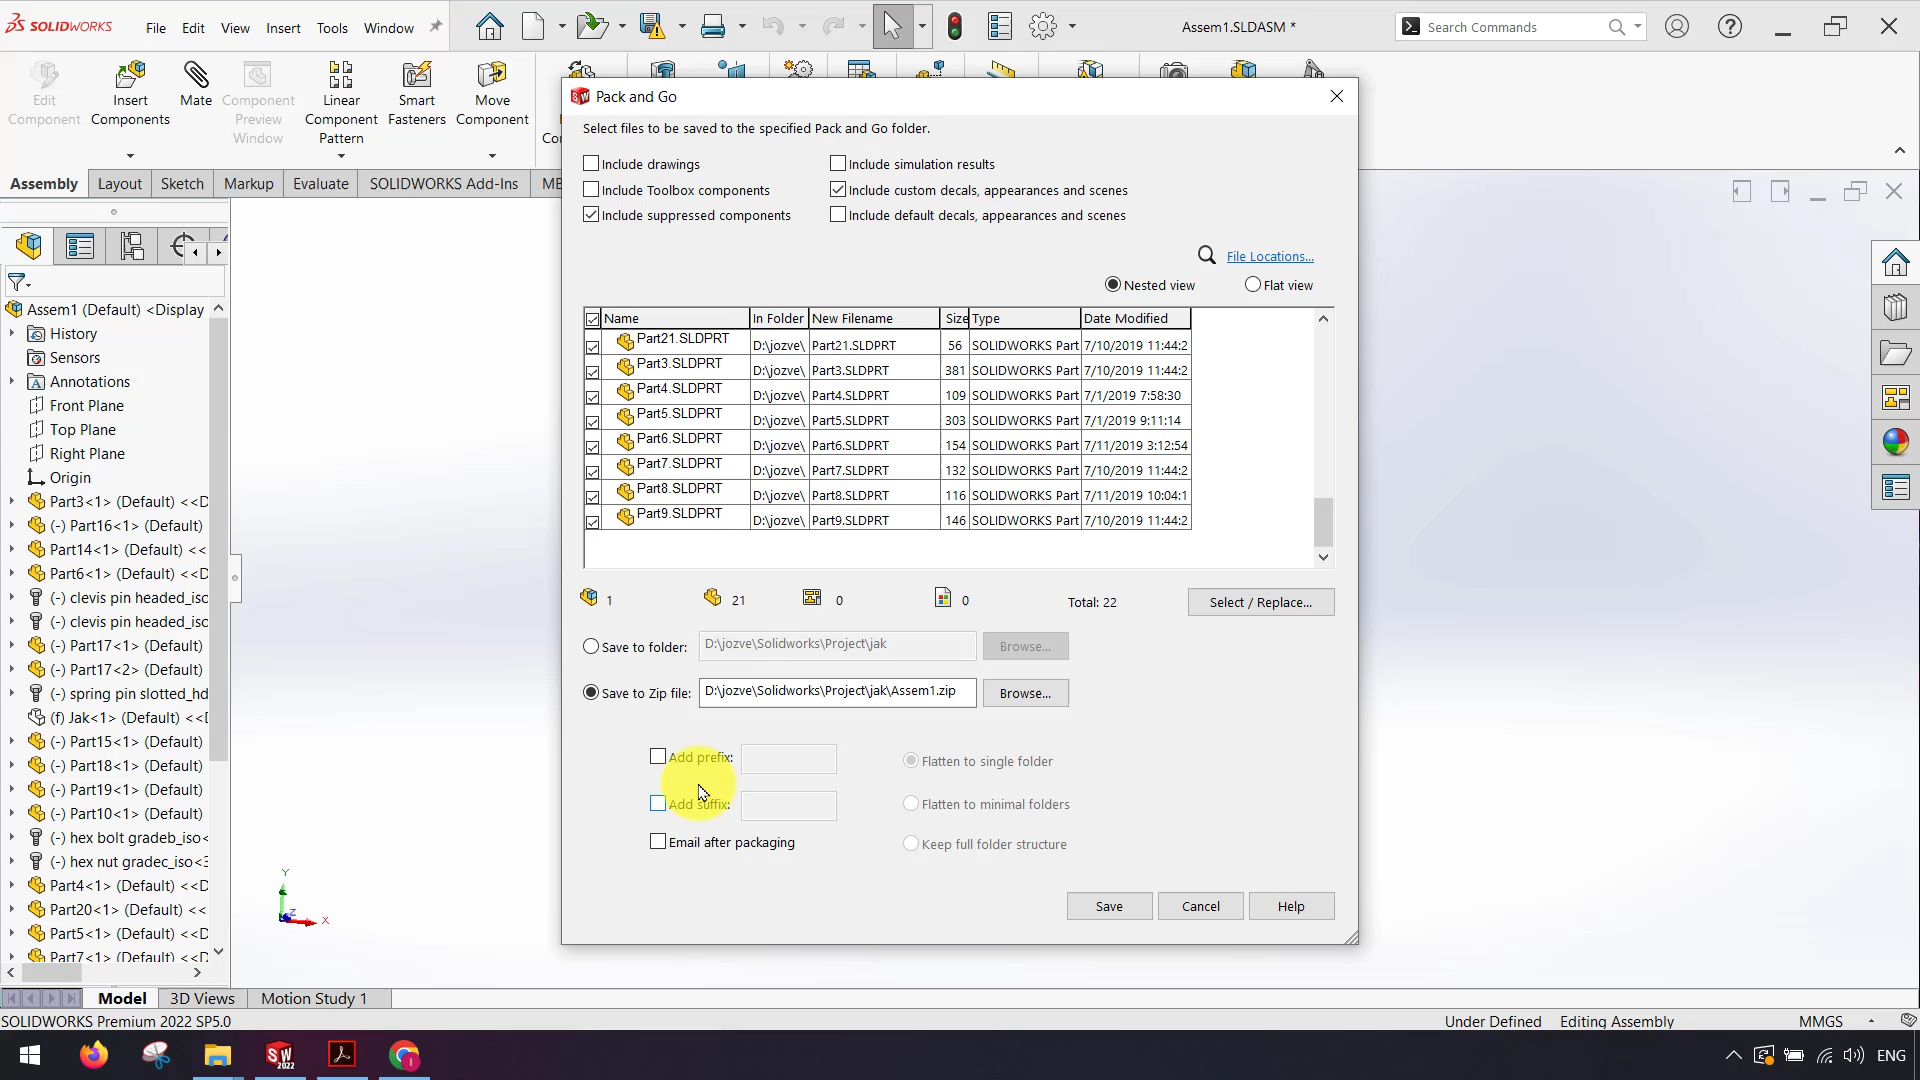 SOLIDWORKS File Edit View Insert Tools Window Assem1.SLDASM * Search Commands
Edit Component
Insert Components
Mate
Component Preview Window
Linear Component Pattern
Smart Fasteners
Move Component
Assembly Layout Sketch Markup Evaluate SOLIDWORKS Add-Ins
Assem1 (Default) <Display
History
Sensors
Annotations
Front Plane
Top Plane
Right Plane
Origin
Part3<1> (Default) <<D
(-) Part16<1> (Default)
Part14<1> (Default) <<
Part6<1> (Default) <<D
(-) clevis pin headed_iso
(-) clevis pin headed_iso
(-) Part17<1> (Default)
(-) Part17<2> (Default)
(-) spring pin slotted_hd
(f) Jak<1> (Default) <<D
(-) Part15<1> (Default)
(-) Part18<1> (Default)
(-) Part19<1> (Default)
(-) Part10<1> (Default)
(-) hex bolt gradeb_iso<
(-) hex nut gradec_iso<3
Part4<1> (Default) <<D
Part20<1> (Default) <<
Part5<1> (Default) <<D
Part7<1> (Default) <<D
Y
Z
X
Pack and Go
Select files to be saved to the specified Pack and Go folder.
Include drawings Include simulation results
Include Toolbox components Include custom decals, appearances and scenes
Include suppressed components Include default decals, appearances and scenes
File Locations...
Nested view Flat view
Name In Folder New Filename Size Type Date Modified
Part21.SLDPRT D:\jozve\ Part21.SLDPRT 56 SOLIDWORKS Part 7/10/2019 11:44:2
Part3.SLDPRT D:\jozve\ Part3.SLDPRT 381 SOLIDWORKS Part 7/10/2019 11:44:2
Part4.SLDPRT D:\jozve\ Part4.SLDPRT 109 SOLIDWORKS Part 7/1/2019 7:58:30
Part5.SLDPRT D:\jozve\ Part5.SLDPRT 303 SOLIDWORKS Part 7/1/2019 9:11:14
Part6.SLDPRT D:\jozve\ Part6.SLDPRT 154 SOLIDWORKS Part 7/11/2019 3:12:54
Part7.SLDPRT D:\jozve\ Part7.SLDPRT 132 SOLIDWORKS Part 7/10/2019 11:44:2
Part8.SLDPRT D:\jozve\ Part8.SLDPRT 116 SOLIDWORKS Part 7/11/2019 10:04:1
Part9.SLDPRT D:\jozve\ Part9.SLDPRT 146 SOLIDWORKS Part 7/10/2019 11:44:2
1 21 0 0 Total: 22 Select / Replace...
Save to folder: D:\jozve\Solidworks\Project\jak Browse...
Save to Zip file: D:\jozve\Solidworks\Project\jak\Assem1.zip Browse...
Add prefix: Flatten to single folder
Add suffix: Flatten to minimal folders
Email after packaging Keep full folder structure
Save Cancel Help
Model 3D Views Motion Study 1
SOLIDWORKS Premium 2022 SP5.0 Under Defined Editing Assembly MMGS
SW 2022 ENG